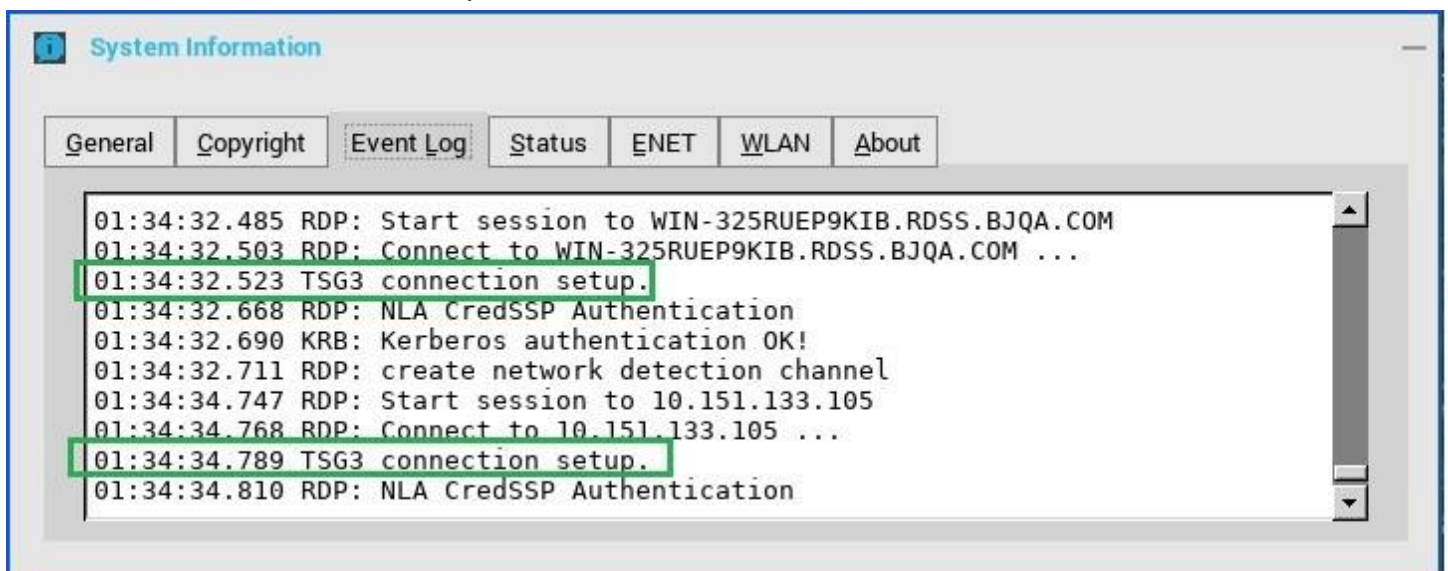 System Information
General Copyright Event Log Status ENET WLAN About
01:34:32.485 RDP: Start session to WIN-325RUEP9KIB.RDSS.BJQA.COM
01:34:32.503 RDP: Connect to WIN-325RUEP9KIB.RDSS.BJQA.COM ...
01:34:32.523 TSG3 connection setup.
01:34:32.668 RDP: NLA CredSSP Authentication
01:34:32.690 KRB: Kerberos authentication OK!
01:34:32.711 RDP: create network detection channel
01:34:34.747 RDP: Start session to 10.151.133.105
01:34:34.768 RDP: Connect to 10.151.133.105 ...
01:34:34.789 TSG3 connection setup.
01:34:34.810 RDP: NLA CredSSP Authentication